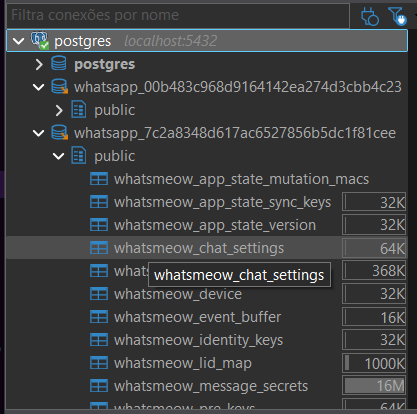 Filtra conexões por nome
postgres localhost:5432
postgres
whatsapp_00b483c968d9164142ea274d3cbb4c23
public
whatsapp_7c2a8348d617ac6527856b5dc1f81cee
public
whatsmeow_app_state_mutation_macs
whatsmeow_app_state_sync_keys 32K
whatsmeow_app_state_version 32K
whatsmeow_chat_settings 64K
whats 368K
whatsmeow_chat_settings
whatsmeow_device 32K
whatsmeow_event_buffer 16K
whatsmeow_identity_keys 32K
whatsmeow_lid_map 1000K
whatsmeow_message_secrets 16M
whatsmeow_pre_keys 64K